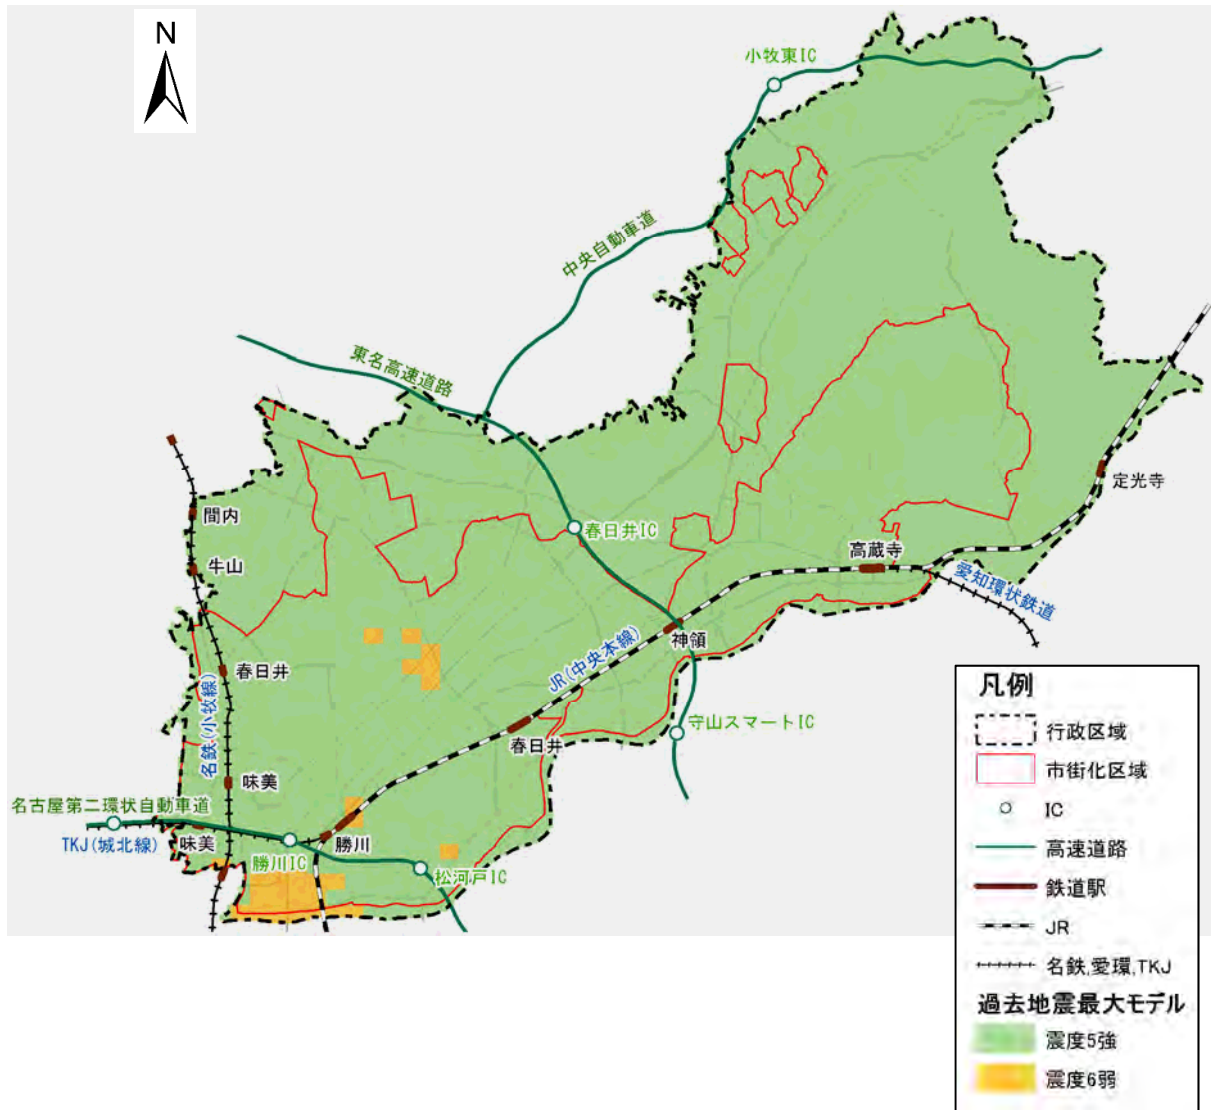 N
小牧東IC
中央自動車道
東名高速道路
定光寺
間内
春日井IC
高蔵寺
牛山
愛知環状鉄道
神領
JR(中央本線)
春日井
名鉄(小牧線)
守山スマートIC
春日井
味美
名古屋第二環状自動車道
TKJ(城北線)
味美
勝川
勝川IC
松河戸IC
凡例
行政区域
市街化区域
IC
高速道路
鉄道駅
JR
名鉄,愛環,TKJ
過去地震最大モデル
震度5強
震度6弱